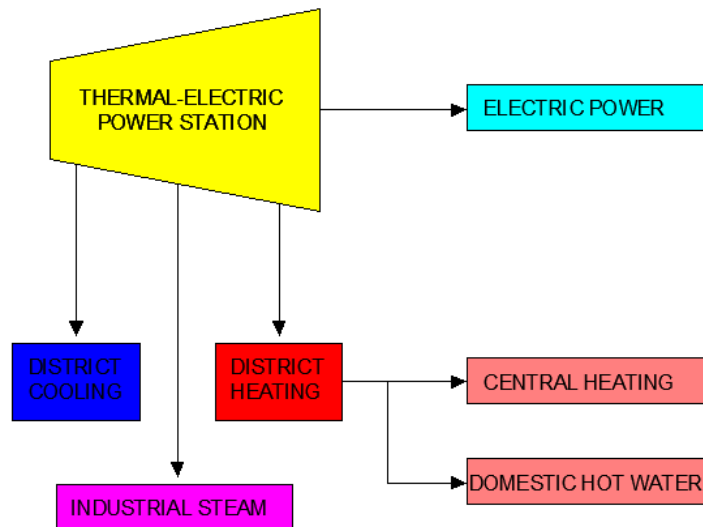 THERMAL-ELECTRIC
POWER STATION
ELECTRIC POWER
DISTRICT
COOLING
DISTRICT
HEATING
CENTRAL HEATING
DOMESTIC HOT WATER
INDUSTRIAL STEAM